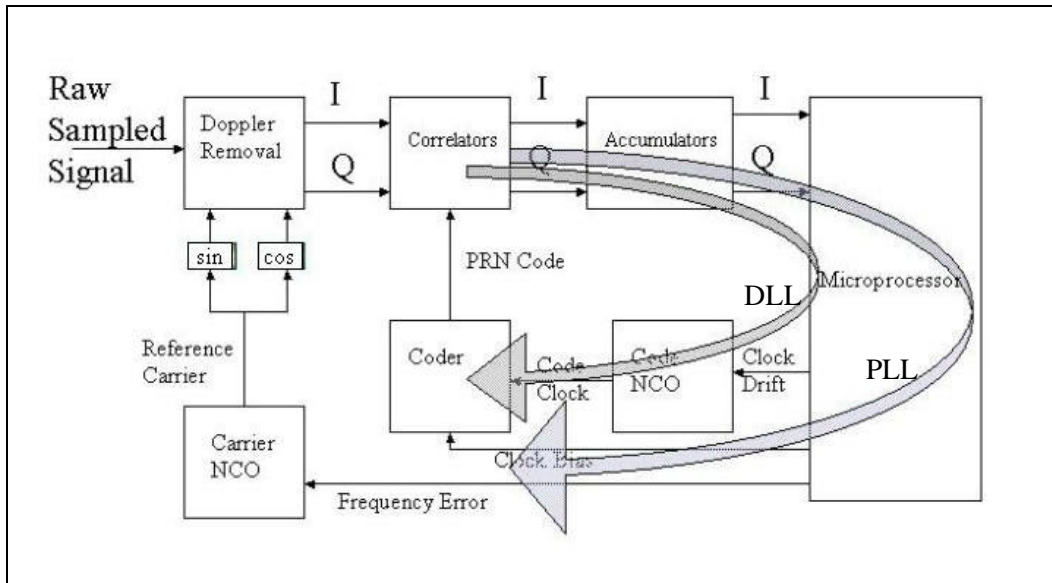 Raw
Sampled
Signal
Doppler
Removal
I
Q
Correlators
I
Q
Accumulators
I
Q
Microprocessor
sin
cos
PRN Code
DLL
PLL
Reference
Carrier
Coder
Code
Clock
Code
NCO
Clock
Drift
Carrier
NCO
Clock Bias
Frequency Error